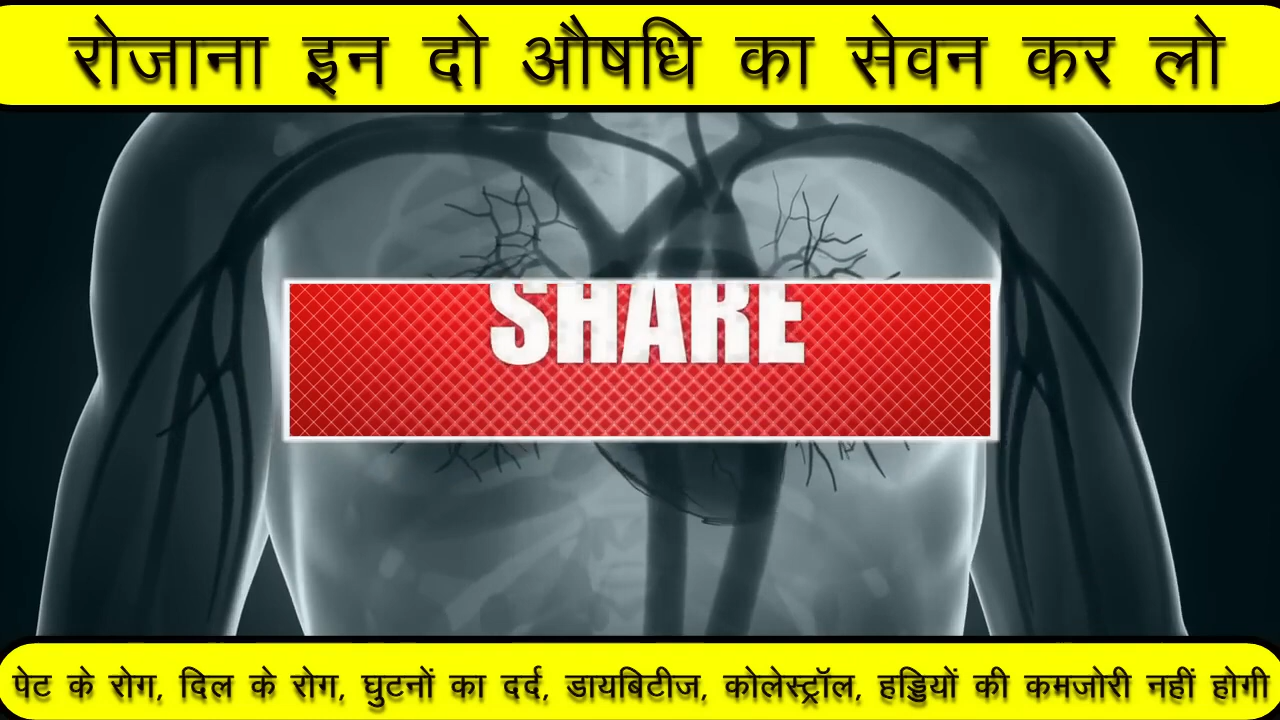 रोजाना इन दो औषधि का सेवन कर लो
SHARE
पेट के रोग, दिल के रोग, घुटनों का दर्द, डायबिटीज, कोलेस्ट्रॉल, हड्डियों की कमजोरी नहीं होगी